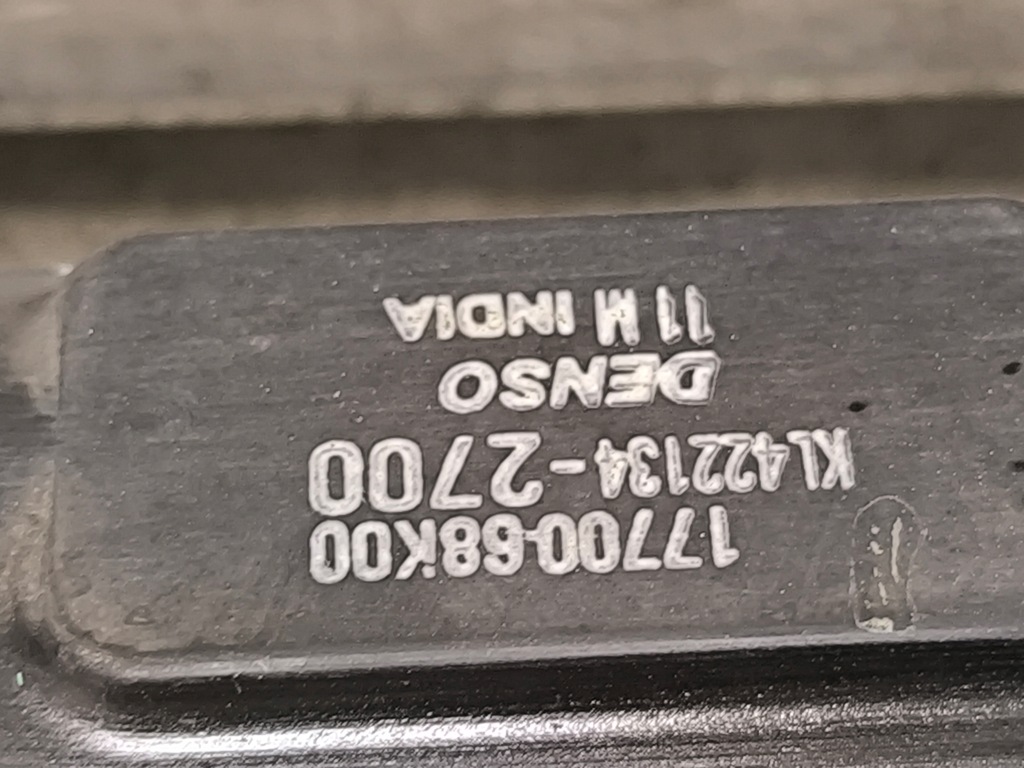 17700-68K00
KL422134-2700
DENSO
11 M INDIA